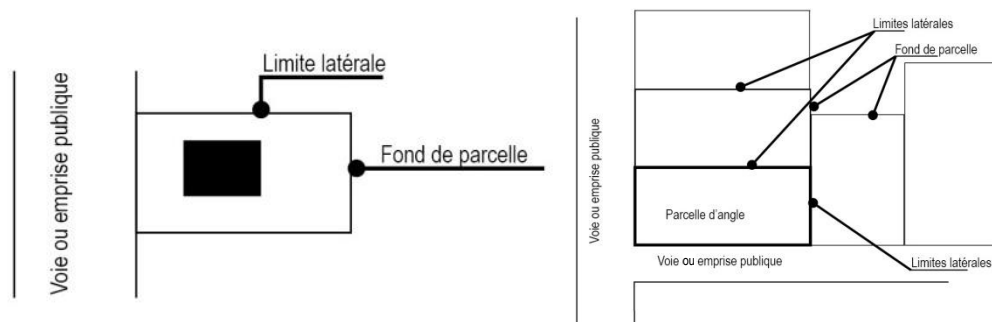 Limite latérale
Fond de parcelle
Voie ou emprise publique
Limites latérales
Fond de parcelle
Voie ou emprise publique
Parcelle d'angle
Voie ou emprise publique
Limites latérales